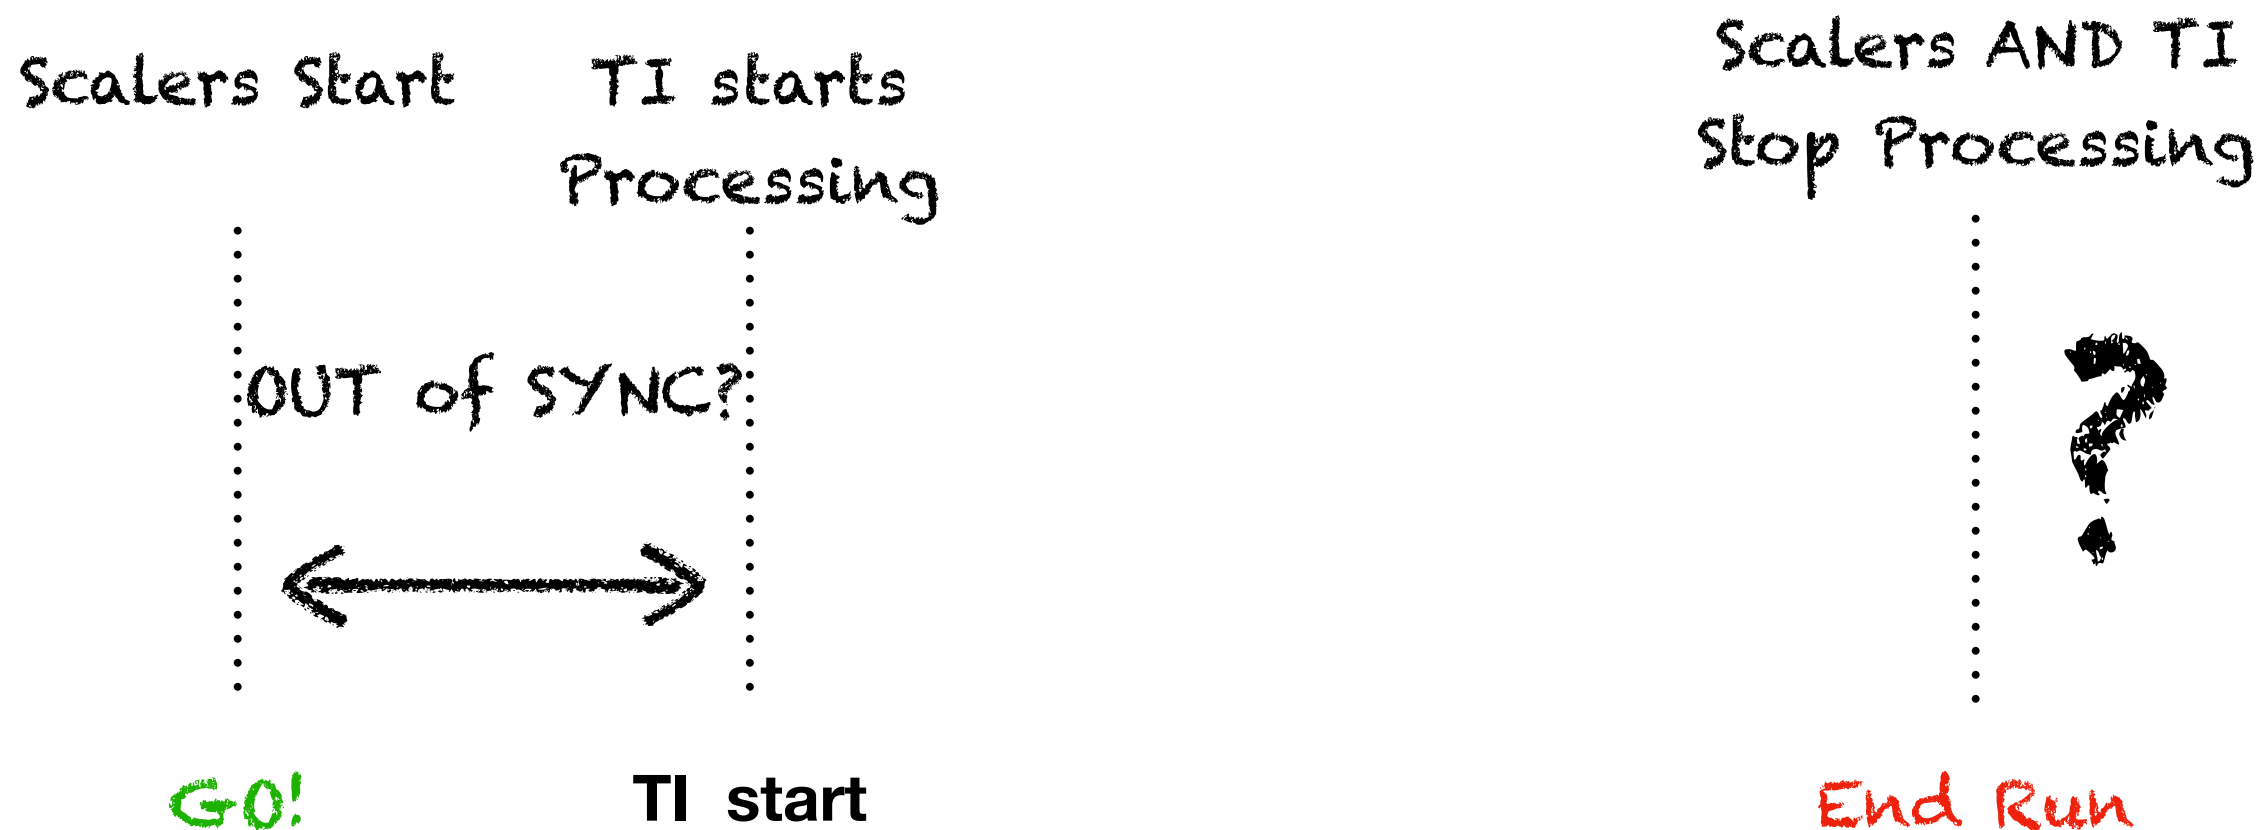 Scalers Start
TI starts
Processing
Scalers AND TI
Stop Processing
OUT of SYNC?
?
GO!
TI start
End Run